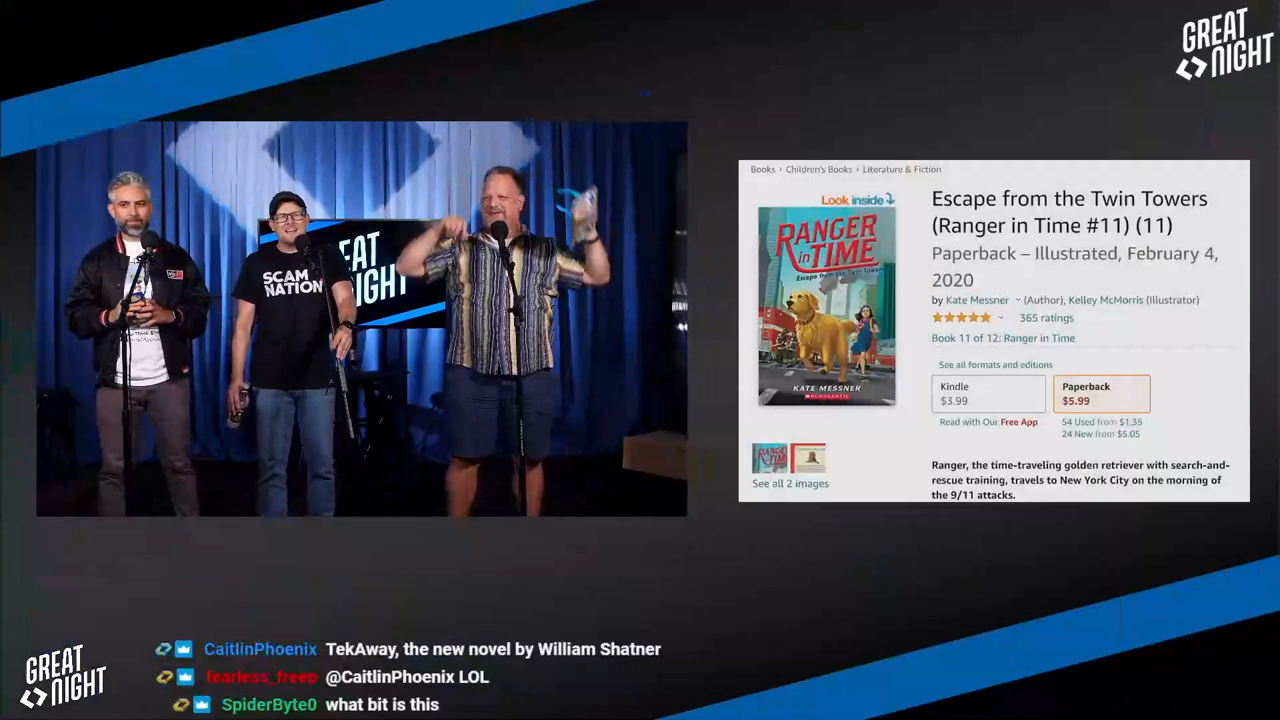 GREAT
NIGHT
SCAM
NATION
EAT
NIGHT
Books › Children's Books › Literature & Fiction
Look inside
RANGER
in TIME
Escape from the Twin Towers
KATE MESSNER
SCHOLASTIC
See all 2 images
Escape from the Twin Towers
(Ranger in Time #11) (11)
Paperback – Illustrated, February 4,
2020
by Kate Messner (Author), Kelley McMorris (Illustrator)
365 ratings
Book 11 of 12: Ranger in Time
See all formats and editions
Kindle
$3.99
Paperback
$5.99
Read with Our Free App
54 Used from $1.35
24 New from $5.05
Ranger, the time-traveling golden retriever with search-and-
rescue training, travels to New York City on the morning of
the 9/11 attacks.
GREAT
NIGHT
CaitlinPhoenix TekAway, the new novel by William Shatner
fearless_freep @CaitlinPhoenix LOL
SpiderByte0 what bit is this